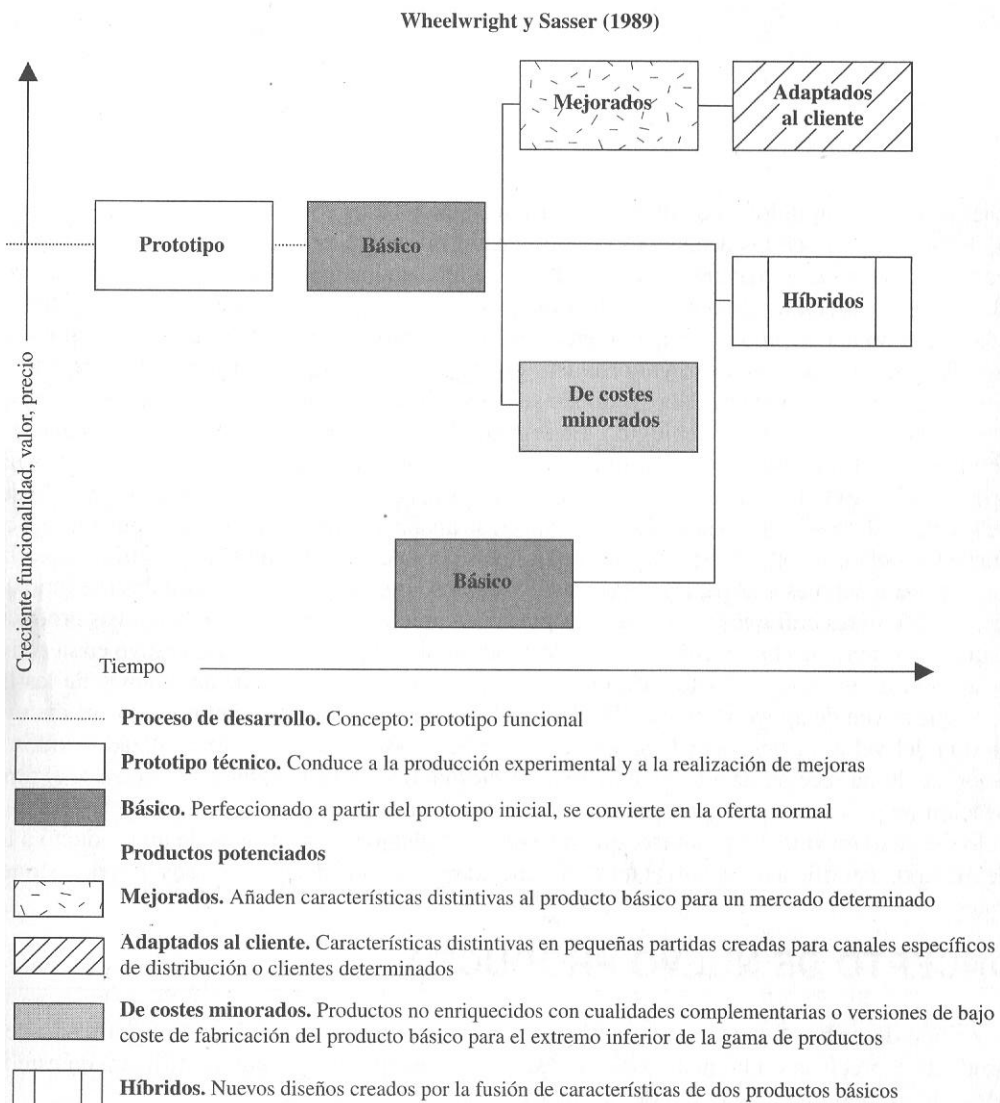 Wheelwright y Sasser (1989)
Mejorados
Adaptados
al cliente
Prototipo
Básico
Híbridos
De costes
minorados
Básico
Creciente funcionalidad, valor, precio
Tiempo
Proceso de desarrollo. Concepto: prototipo funcional
Prototipo técnico. Conduce a la producción experimental y a la realización de mejoras
Básico. Perfeccionado a partir del prototipo inicial, se convierte en la oferta normal
Productos potenciados
Mejorados. Añaden características distintivas al producto básico para un mercado determinado
Adaptados al cliente. Características distintivas en pequeñas partidas creadas para canales específicos
de distribución o clientes determinados
De costes minorados. Productos no enriquecidos con cualidades complementarias o versiones de bajo
coste de fabricación del producto básico para el extremo inferior de la gama de productos
Híbridos. Nuevos diseños creados por la fusión de características de dos productos básicos